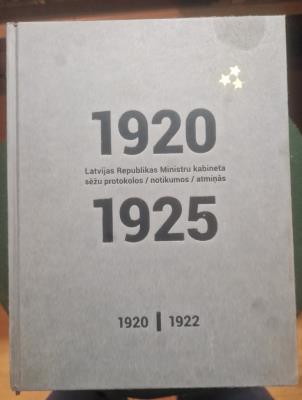 1920
Latvijas Republikas Ministru kabineta
sēžu protokolos / notikumos / atmiņās
1925
1920 | 1922